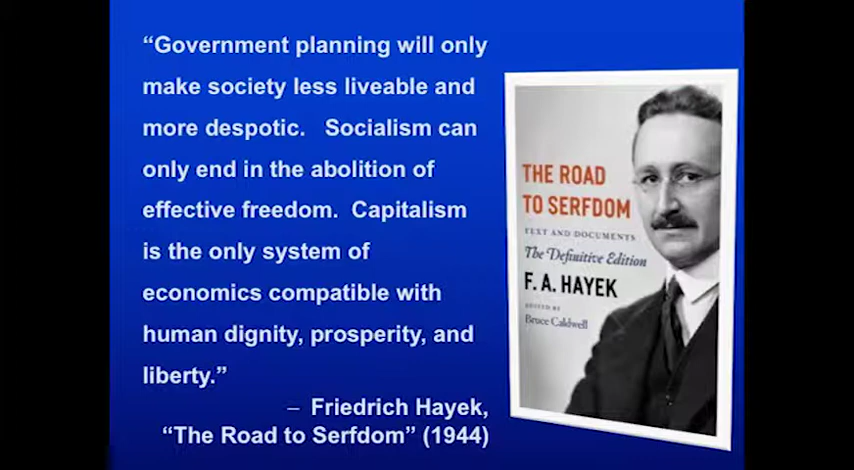 “Government planning will only
make society less liveable and
more despotic.   Socialism can
only end in the abolition of
effective freedom.  Capitalism
is the only system of
economics compatible with
human dignity, prosperity, and
liberty.”
– Friedrich Hayek,
“The Road to Serfdom” (1944)
THE ROAD
TO SERFDOM
TEXT AND DOCUMENTS
The Definitive Edition
F. A. HAYEK
EDITED BY
Bruce Caldwell